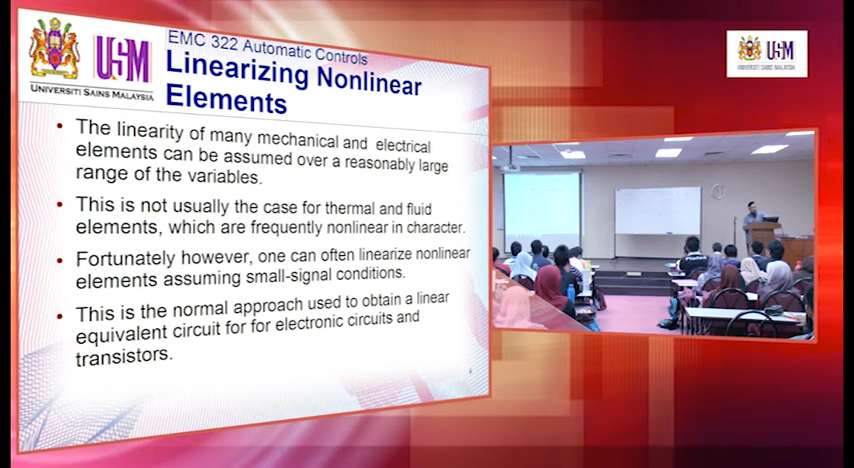 USM
UNIVERSITI SAINS MALAYSIA
EMC 322 Automatic Controls
Linearizing Nonlinear
Elements
• The linearity of many mechanical and electrical
elements can be assumed over a reasonably large
range of the variables.
• This is not usually the case for thermal and fluid
elements, which are frequently nonlinear in character.
• Fortunately however, one can often linearize nonlinear
elements assuming small-signal conditions.
• This is the normal approach used to obtain a linear
equivalent circuit for for electronic circuits and
transistors.
USM
UNIVERSITI SAINS MALAYSIA